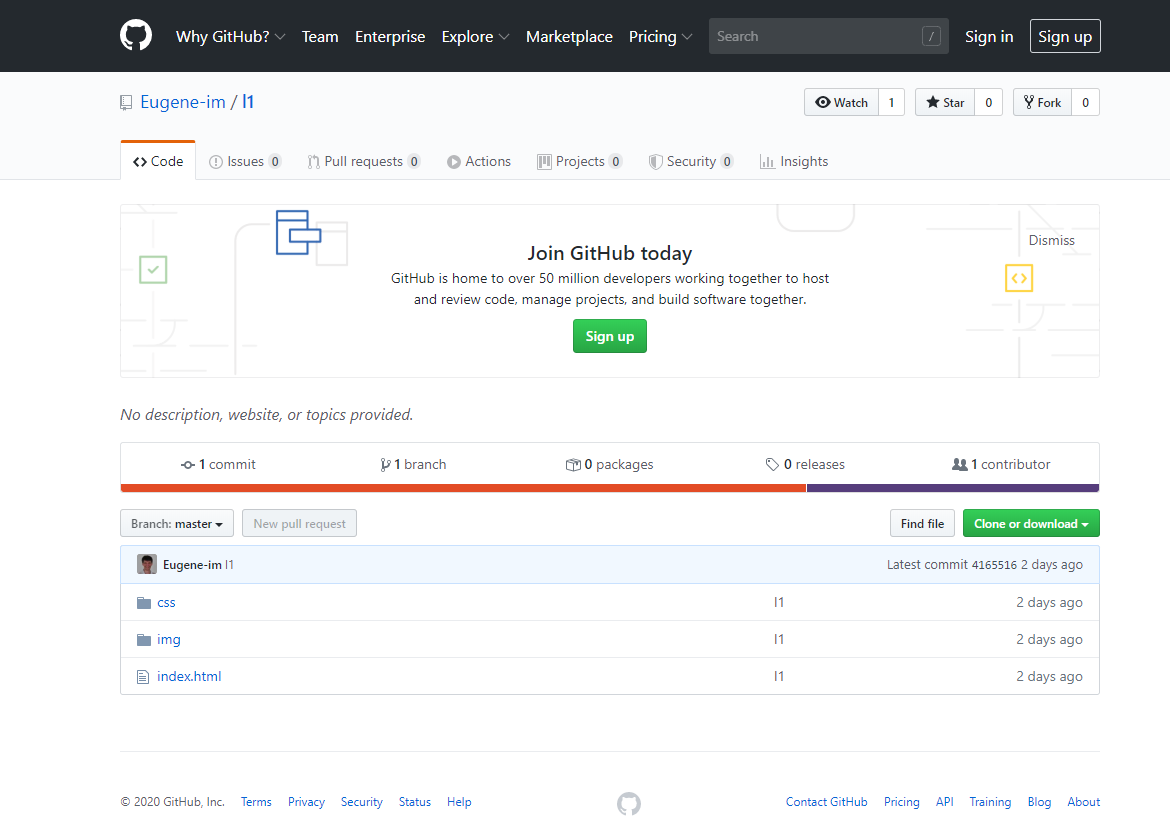 Why GitHub? Team Enterprise Explore Marketplace Pricing Search / Sign in Sign up
Eugene-im / l1 Watch 1 Star 0 Fork 0
Code Issues 0 Pull requests 0 Actions Projects 0 Security 0 Insights
Dismiss
Join GitHub today
GitHub is home to over 50 million developers working together to host
and review code, manage projects, and build software together.
Sign up
No description, website, or topics provided.
1 commit 1 branch 0 packages 0 releases 1 contributor
Branch: master New pull request Find file Clone or download
Eugene-im l1 Latest commit 4165516 2 days ago
css l1 2 days ago
img l1 2 days ago
index.html l1 2 days ago
© 2020 GitHub, Inc. Terms Privacy Security Status Help Contact GitHub Pricing API Training Blog About